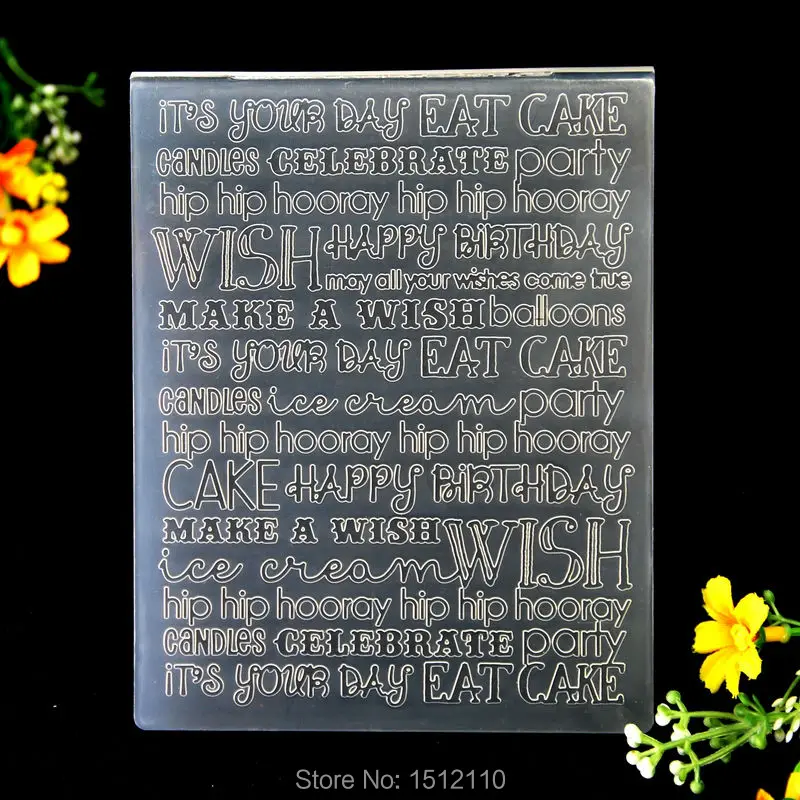 it's your day EAT CAKE
candles CELEBRATE party
hip hip hooray hip hip hooray
WISH HAPPY BiRTHDAY
may all your wishes come true
MAKE A WISH balloons
it's your day EAT CAKE
candles ice cream party
hip hip hooray hip hip hooray
CAKE HAPPY BiRTHDAY
MAKE A WISH WISH
ice cream
hip hip hooray hip hip hooray
candles CELEBRATE party
it's your day EAT CAKE
Store No: 1512110